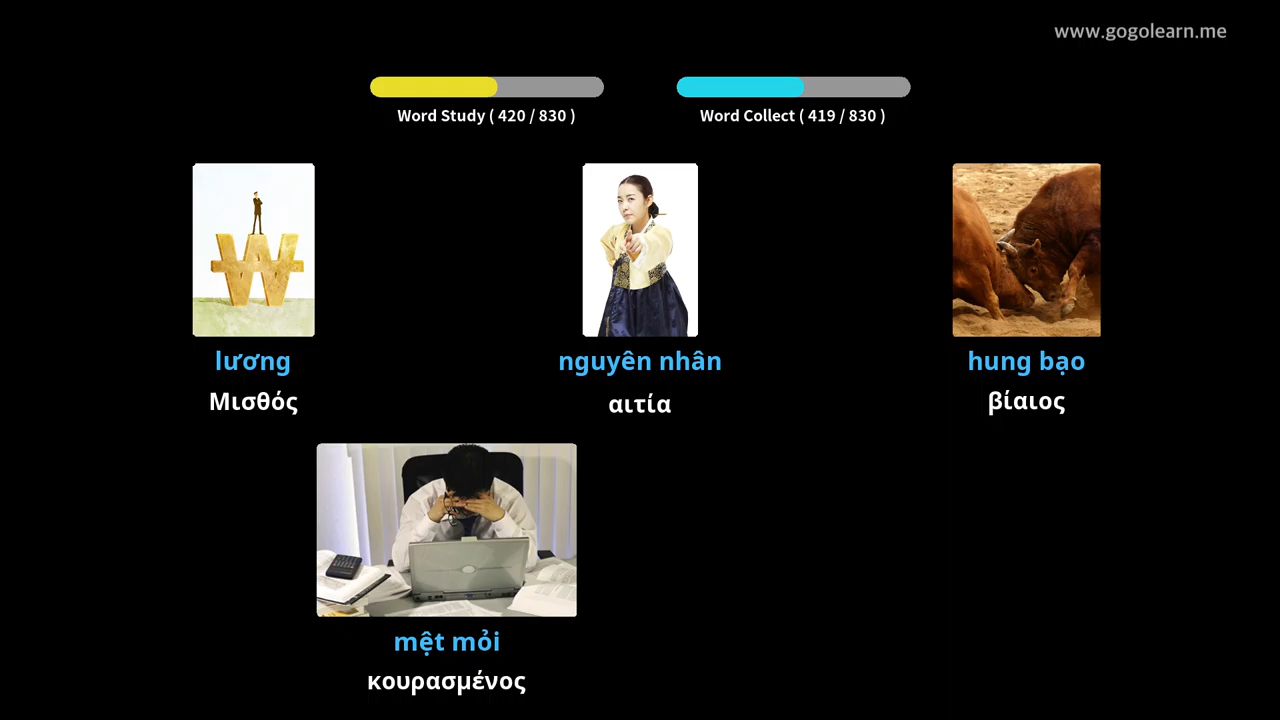 www.gogolearn.me
Word Study ( 420 / 830 )
Word Collect ( 419 / 830 )
lương
nguyên nhân
hung bạo
Μισθός
αιτία
βίαιος
mệt mỏi
κουρασμένος